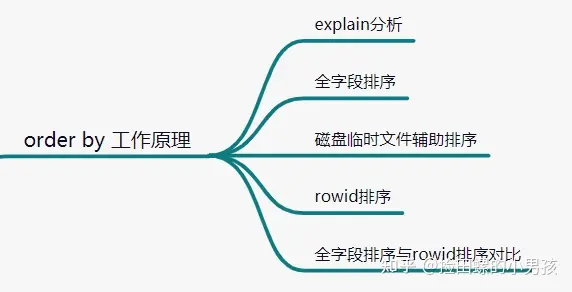 explain分析
全字段排序
order by 工作原理
磁盘临时文件辅助排序
rowid排序
全字段排序与rowid排序对比
知乎 @捡田螺的小男孩